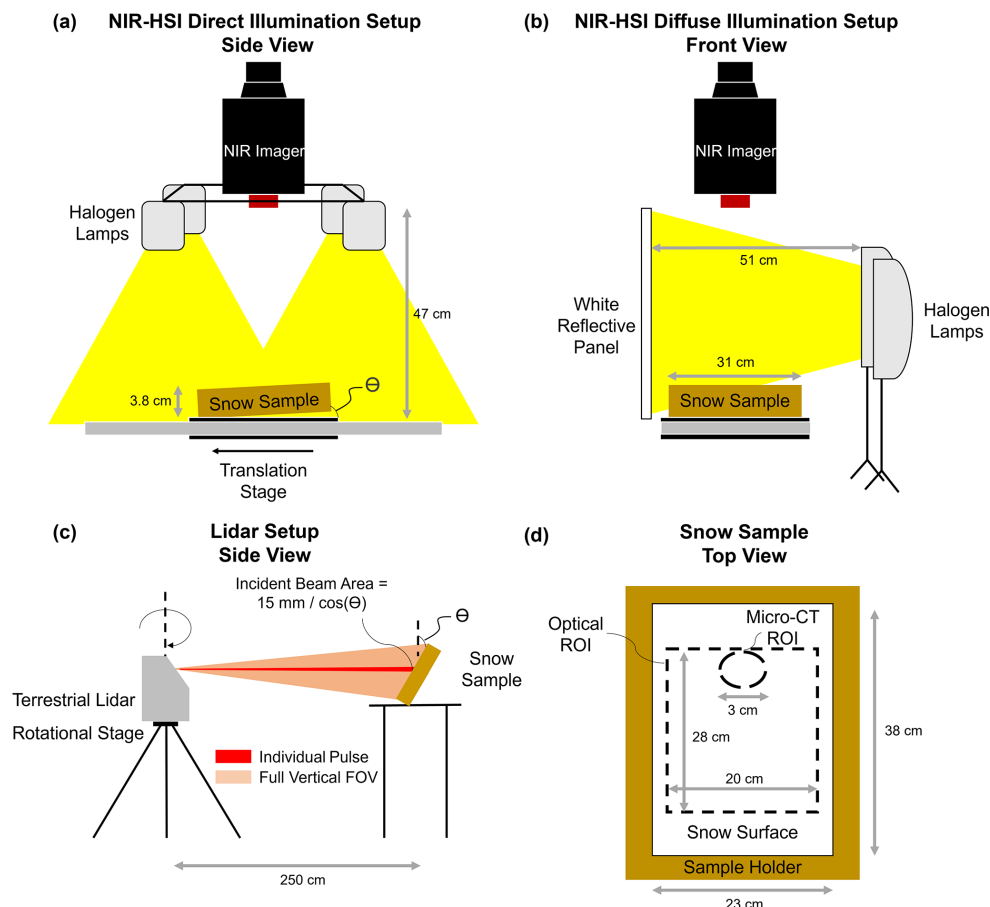 (a)
NIR-HSI Direct Illumination Setup
Side View
NIR Imager
Halogen
Lamps
47 cm
3.8 cm
Snow Sample
Θ
Translation
Stage
(b)
NIR-HSI Diffuse Illumination Setup
Front View
NIR Imager
51 cm
White
Reflective
Panel
Halogen
Lamps
31 cm
Snow Sample
(c)
Lidar Setup
Side View
Incident Beam Area =
15 mm / cos(Θ)
Θ
Snow
Sample
Terrestrial Lidar
Rotational Stage
Individual Pulse
Full Vertical FOV
250 cm
(d)
Snow Sample
Top View
Optical
ROI
Micro-CT
ROI
3 cm
28 cm
38 cm
20 cm
Snow Surface
Sample Holder
23 cm